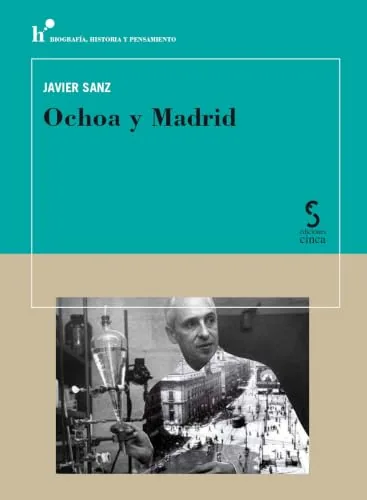 h
BIOGRAFÍA, HISTORIA Y PENSAMIENTO
JAVIER SANZ
Ochoa y Madrid
ediciones
cinca